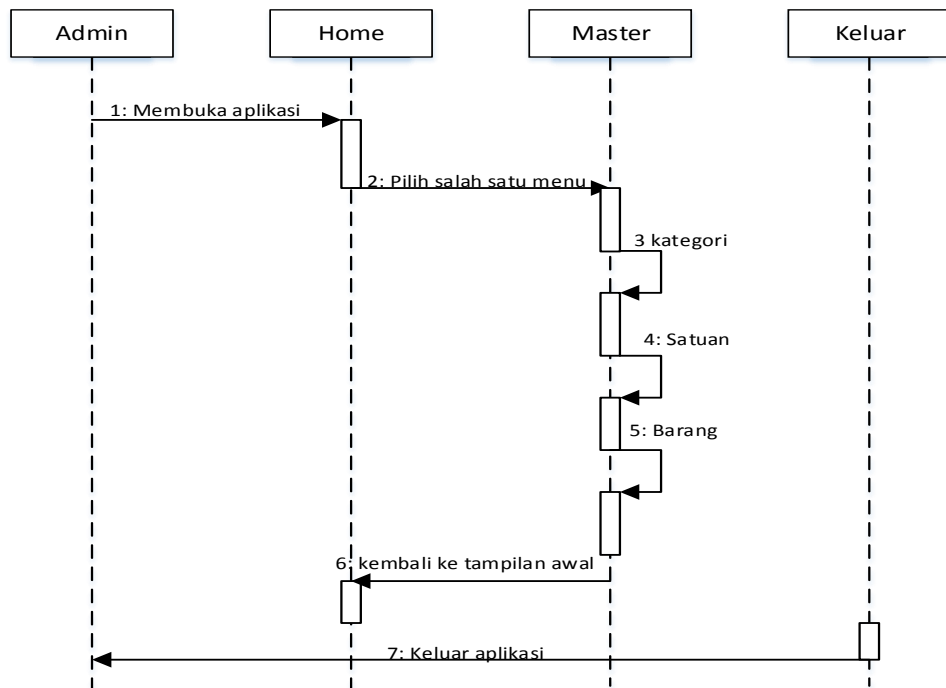 Admin
Home
Master
Keluar
1: Membuka aplikasi
2: Pilih salah satu menu
3 kategori
4: Satuan
5: Barang
6: kembali ke tampilan awal
7: Keluar aplikasi